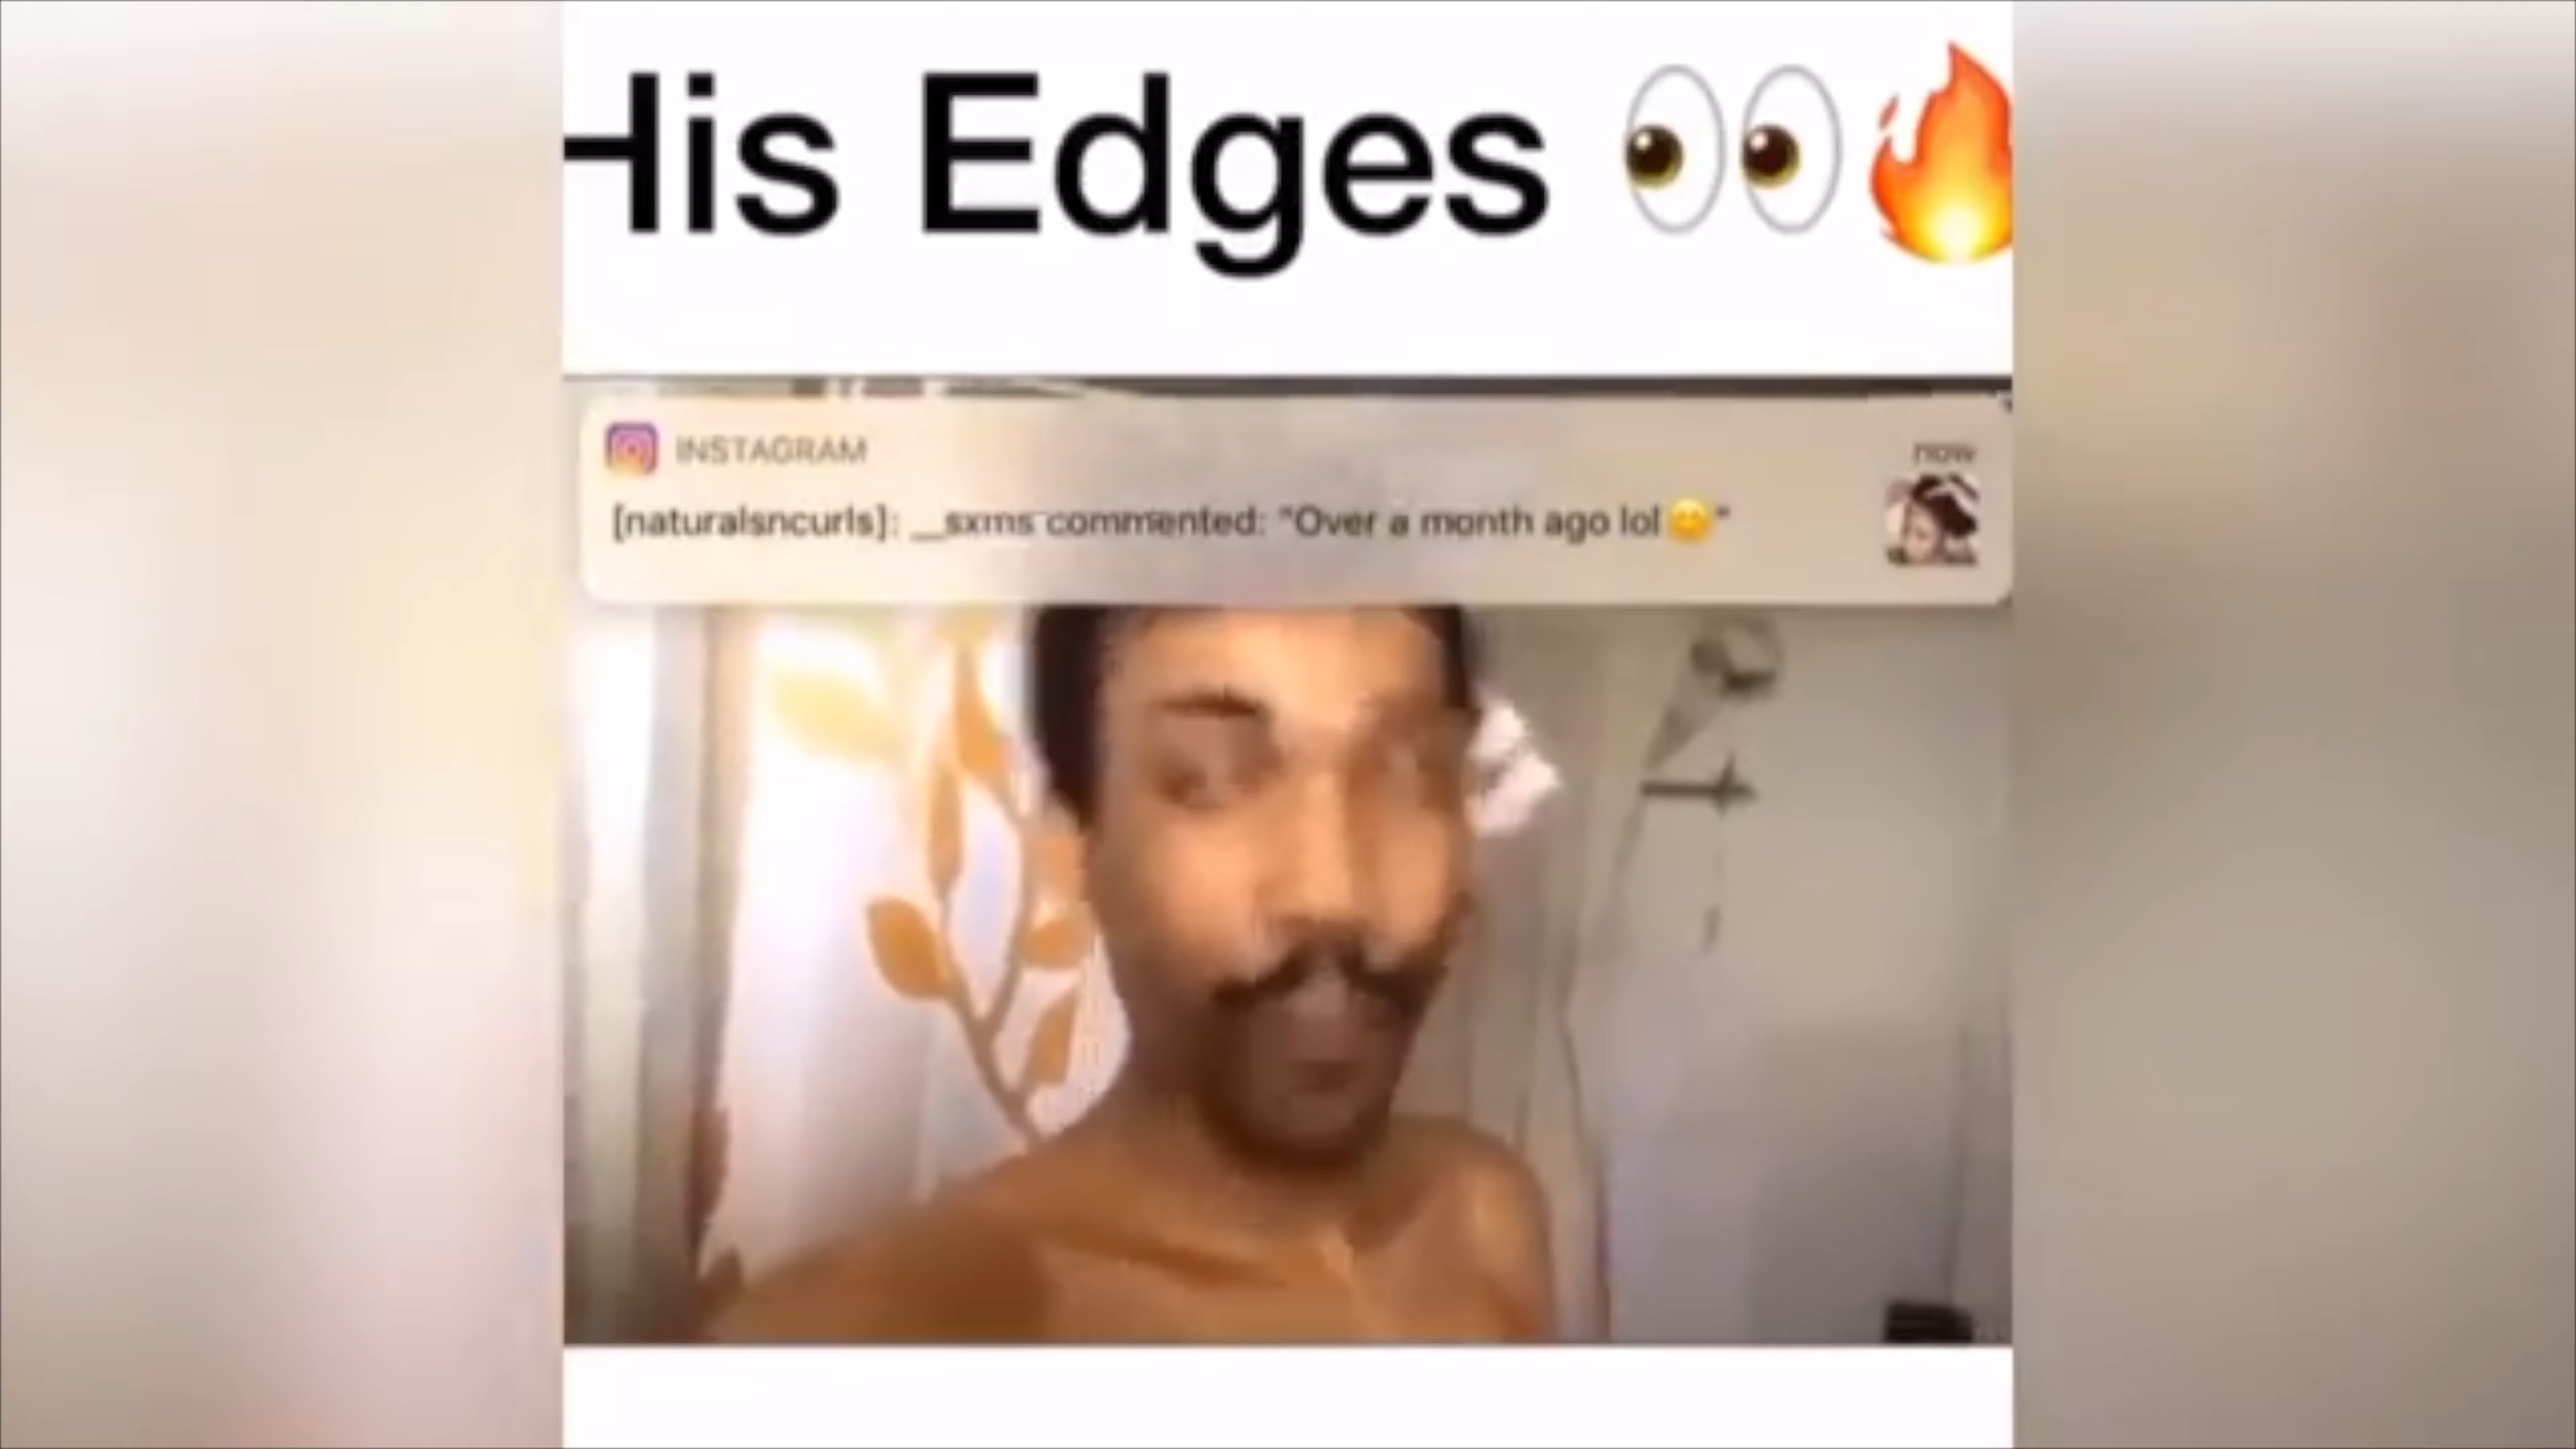 His Edges 👀🔥
INSTAGRAM
now
[naturalsncurls]: __sxms commented: "Over a month ago lol😊"